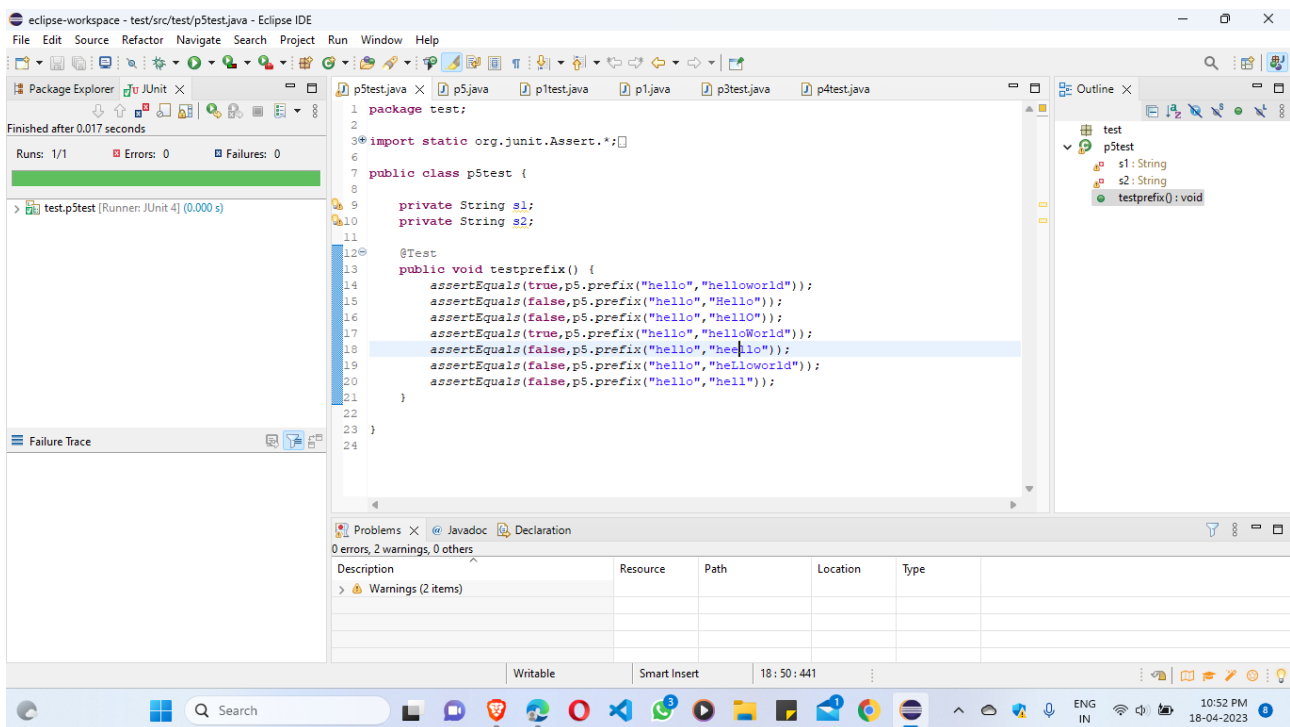 eclipse-workspace - test/src/test/p5test.java - Eclipse IDE
File Edit Source Refactor Navigate Search Project Run Window Help
Package Explorer JUnit
p5test.java p5.java p1test.java p1.java p3test.java p4test.java
Outline
Finished after 0.017 seconds
Runs: 1/1 Errors: 0 Failures: 0
test.p5test [Runner: JUnit 4] (0.000 s)
Failure Trace
1 package test;
2
3 import static org.junit.Assert.*;
6
7 public class p5test {
8
9 private String s1;
10 private String s2;
11
12 @Test
13 public void testprefix() {
14 assertEquals(true,p5.prefix("hello","helloworld"));
15 assertEquals(false,p5.prefix("hello","Hello"));
16 assertEquals(false,p5.prefix("hello","hellO"));
17 assertEquals(true,p5.prefix("hello","helloWorld"));
18 assertEquals(false,p5.prefix("hello","heello"));
19 assertEquals(false,p5.prefix("hello","heLloworld"));
20 assertEquals(false,p5.prefix("hello","hell"));
21 }
22
23 }
24
test
p5test
s1 : String
s2 : String
testprefix() : void
Problems @ Javadoc Declaration
0 errors, 2 warnings, 0 others
Description Resource Path Location Type
Warnings (2 items)
Writable Smart Insert 18 : 50 : 441
Search
3
1
ENG
IN
10:52 PM
18-04-2023
8